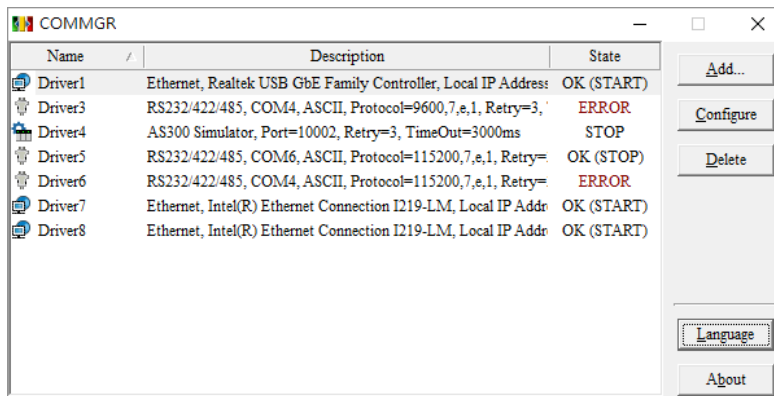 COMMGR
Name Description State
Driver1 Ethernet, Realtek USB GbE Family Controller, Local IP Address OK (START)
Driver3 RS232/422/485, COM4, ASCII, Protocol=9600,7,e,1, Retry=3, ERROR
Driver4 AS300 Simulator, Port=10002, Retry=3, TimeOut=3000ms STOP
Driver5 RS232/422/485, COM6, ASCII, Protocol=115200,7,e,1, Retry= OK (STOP)
Driver6 RS232/422/485, COM4, ASCII, Protocol=115200,7,e,1, Retry= ERROR
Driver7 Ethernet, Intel(R) Ethernet Connection I219-LM, Local IP Addr OK (START)
Driver8 Ethernet, Intel(R) Ethernet Connection I219-LM, Local IP Addr OK (START)
Add...
Configure
Delete
Language
About